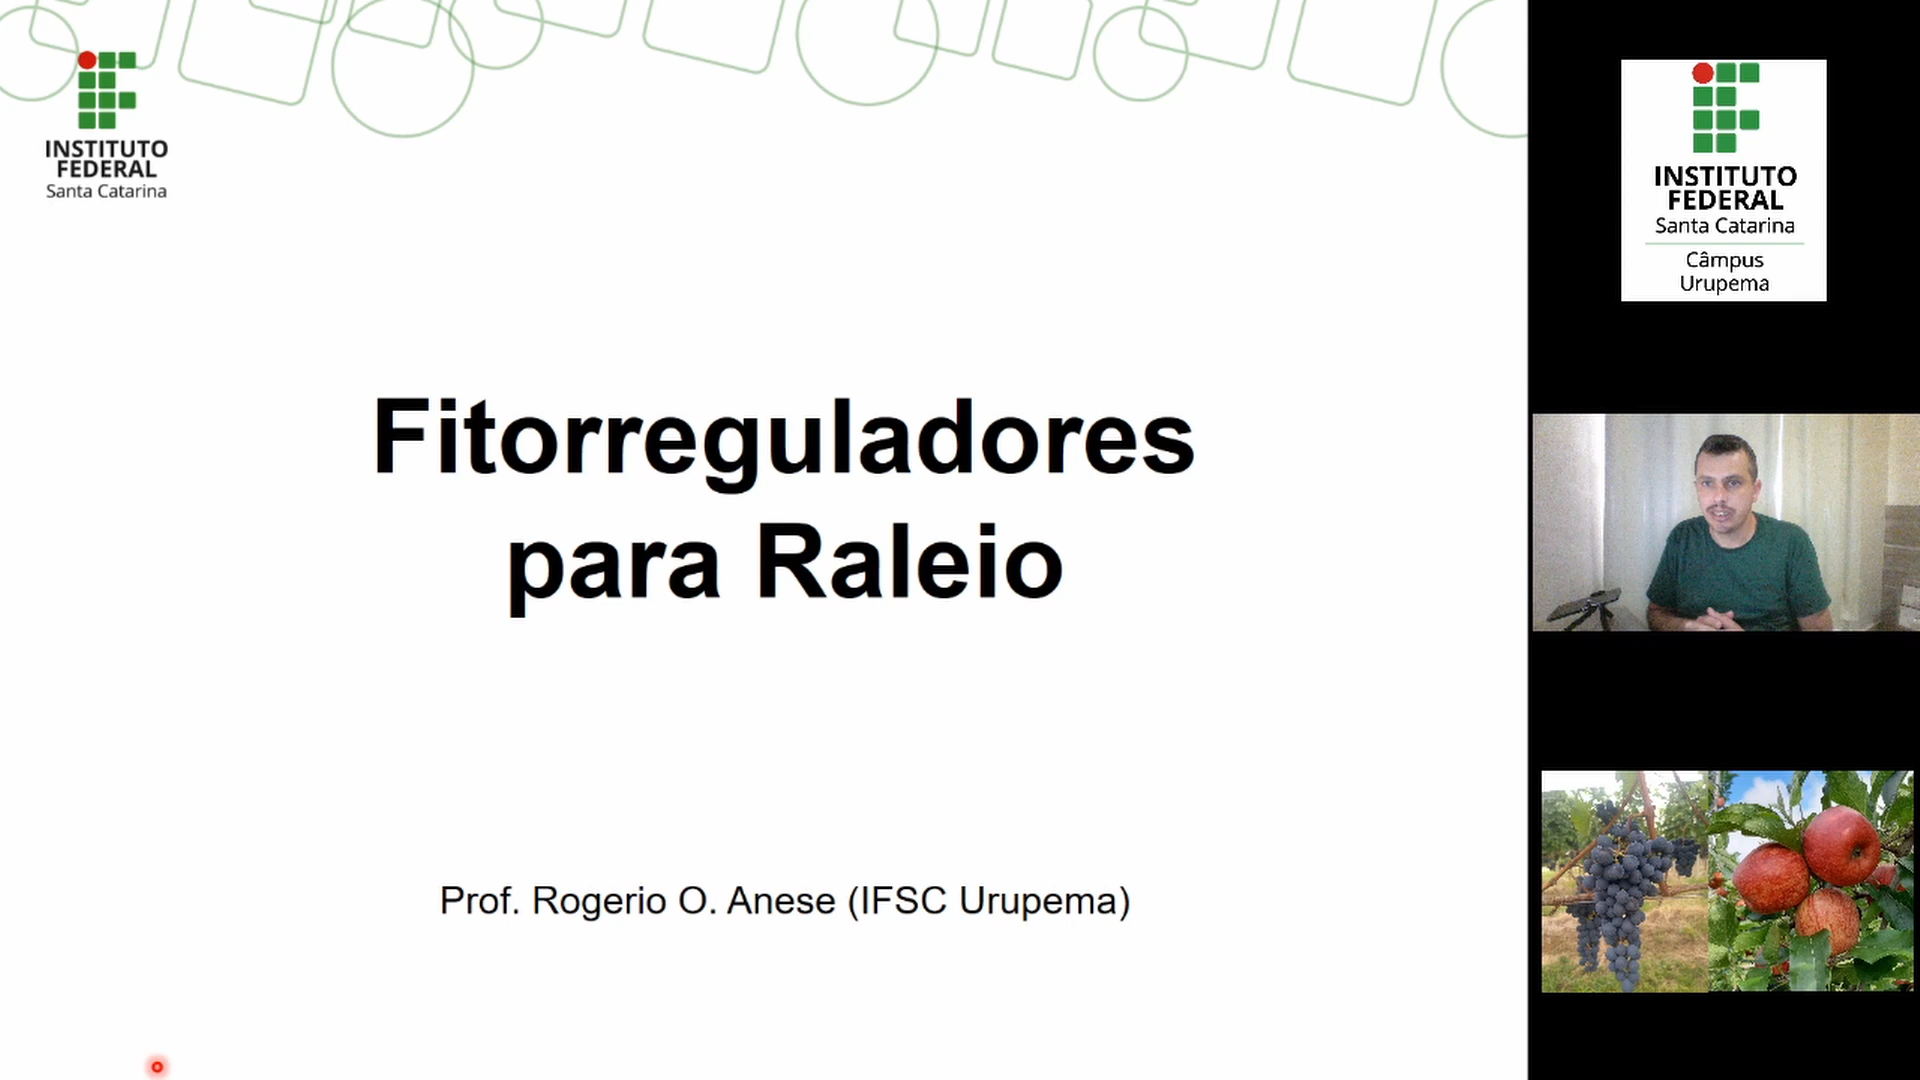 INSTITUTO
FEDERAL
Santa Catarina
Fitorreguladores
para Raleio
Prof. Rogerio O. Anese (IFSC Urupema)
INSTITUTO
FEDERAL
Santa Catarina
Câmpus
Urupema